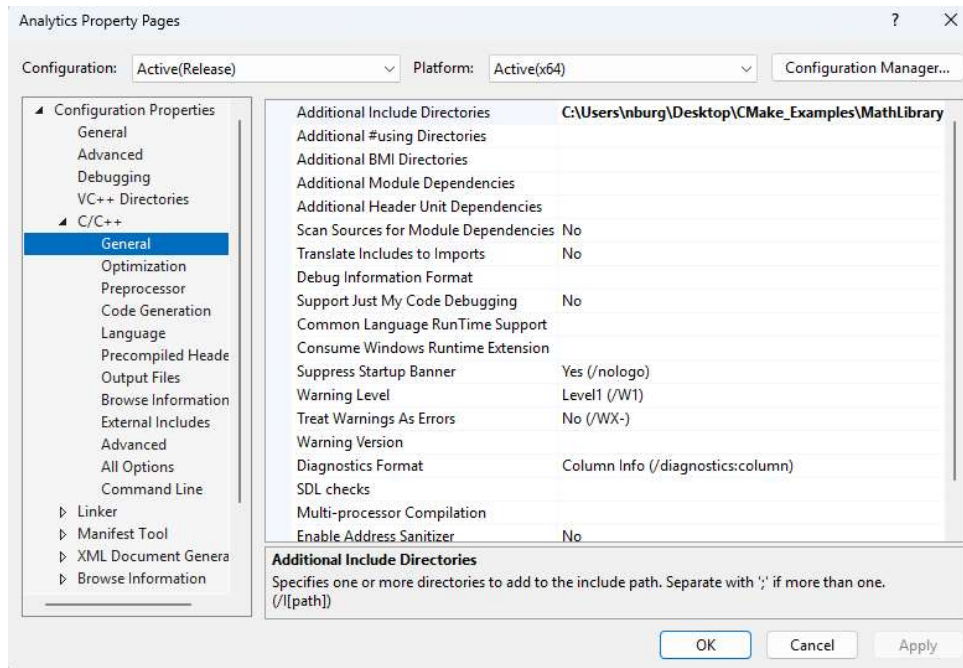 Analytics Property Pages
? ×
Configuration: Active(Release) Platform: Active(x64) Configuration Manager...
Configuration Properties
General
Advanced
Debugging
VC++ Directories
C/C++
General
Optimization
Preprocessor
Code Generation
Language
Precompiled Heade
Output Files
Browse Information
External Includes
Advanced
All Options
Command Line
Linker
Manifest Tool
XML Document Genera
Browse Information
Additional Include Directories C:\Users\nburg\Desktop\CMake_Examples\MathLibrary
Additional #using Directories
Additional BMI Directories
Additional Module Dependencies
Additional Header Unit Dependencies
Scan Sources for Module Dependencies No
Translate Includes to Imports No
Debug Information Format
Support Just My Code Debugging No
Common Language RunTime Support
Consume Windows Runtime Extension
Suppress Startup Banner Yes (/nologo)
Warning Level Level1 (/W1)
Treat Warnings As Errors No (/WX-)
Warning Version
Diagnostics Format Column Info (/diagnostics:column)
SDL checks
Multi-processor Compilation
Enable Address Sanitizer No
Additional Include Directories
Specifies one or more directories to add to the include path. Separate with ';' if more than one.
(/I[path])
OK Cancel Apply